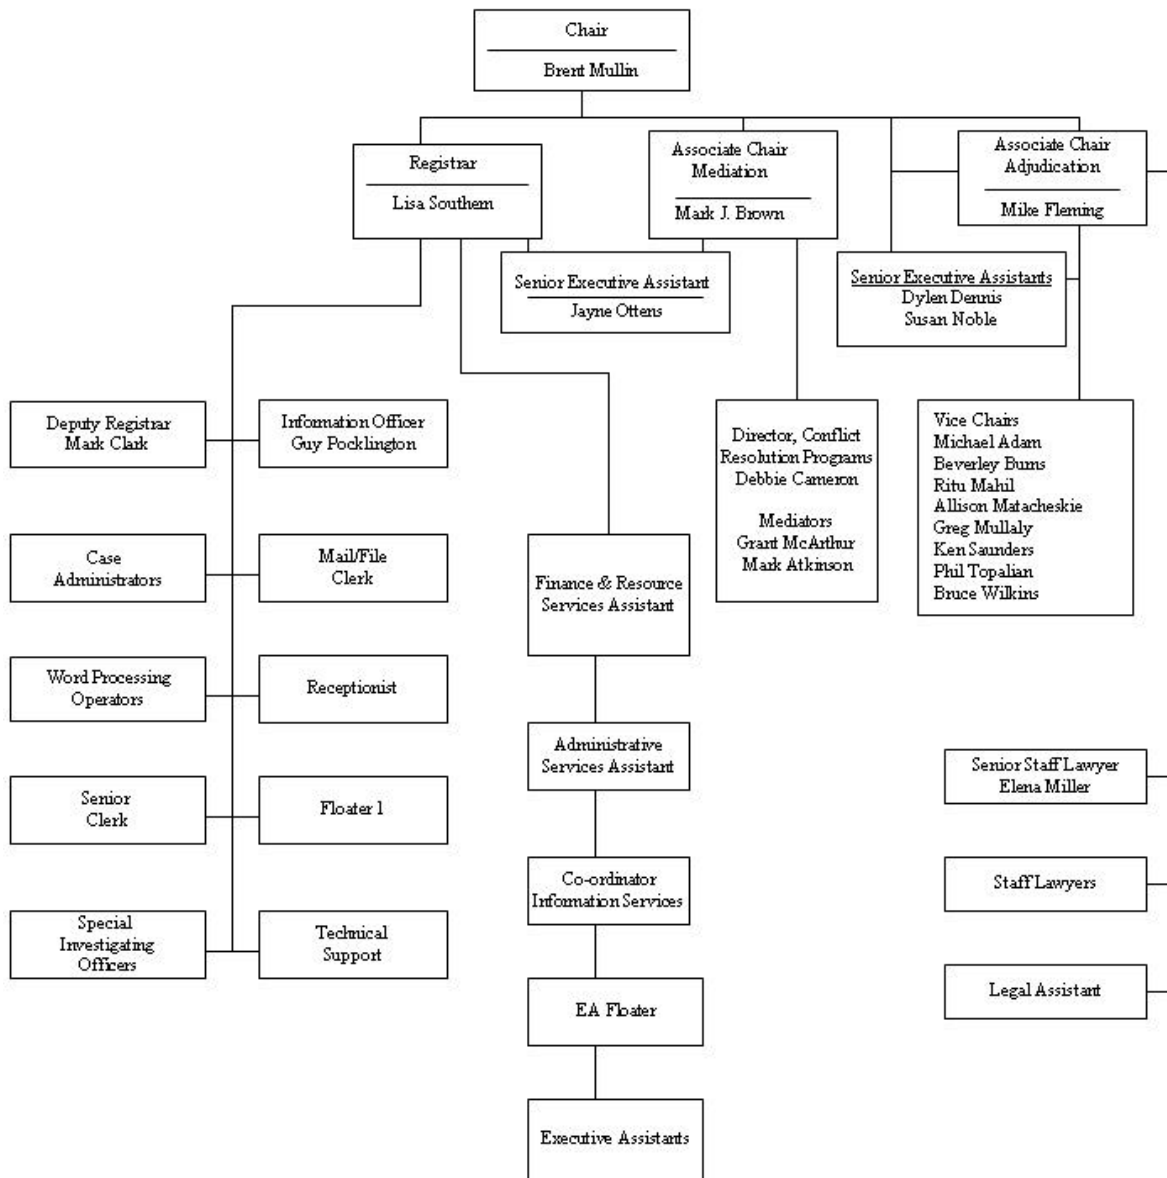 Chair
Brent Mullin
Registrar
Lisa Southern
Associate Chair
Mediation
Mark J. Brown
Associate Chair
Adjudication
Mike Fleming
Senior Executive Assistant
Jayne Ottens
Senior Executive Assistants
Dylen Dennis
Susan Noble
Deputy Registrar
Mark Clark
Information Officer
Guy Pocklington
Director, Conflict
Resolution Programs
Debbie Cameron
Mediators
Grant McArthur
Mark Atkinson
Vice Chairs
Michael Adam
Beverley Burns
Ritu Mahil
Allison Matacheskie
Greg Mullaly
Ken Saunders
Phil Topalian
Bruce Wilkins
Case
Administrators
Mail/File
Clerk
Finance & Resource
Services Assistant
Word Processing
Operators
Receptionist
Administrative
Services Assistant
Senior Staff Lawyer
Elena Miller
Senior
Clerk
Floater 1
Co-ordinator
Information Services
Staff Lawyers
Special
Investigating
Officers
Technical
Support
EA Floater
Legal Assistant
Executive Assistants